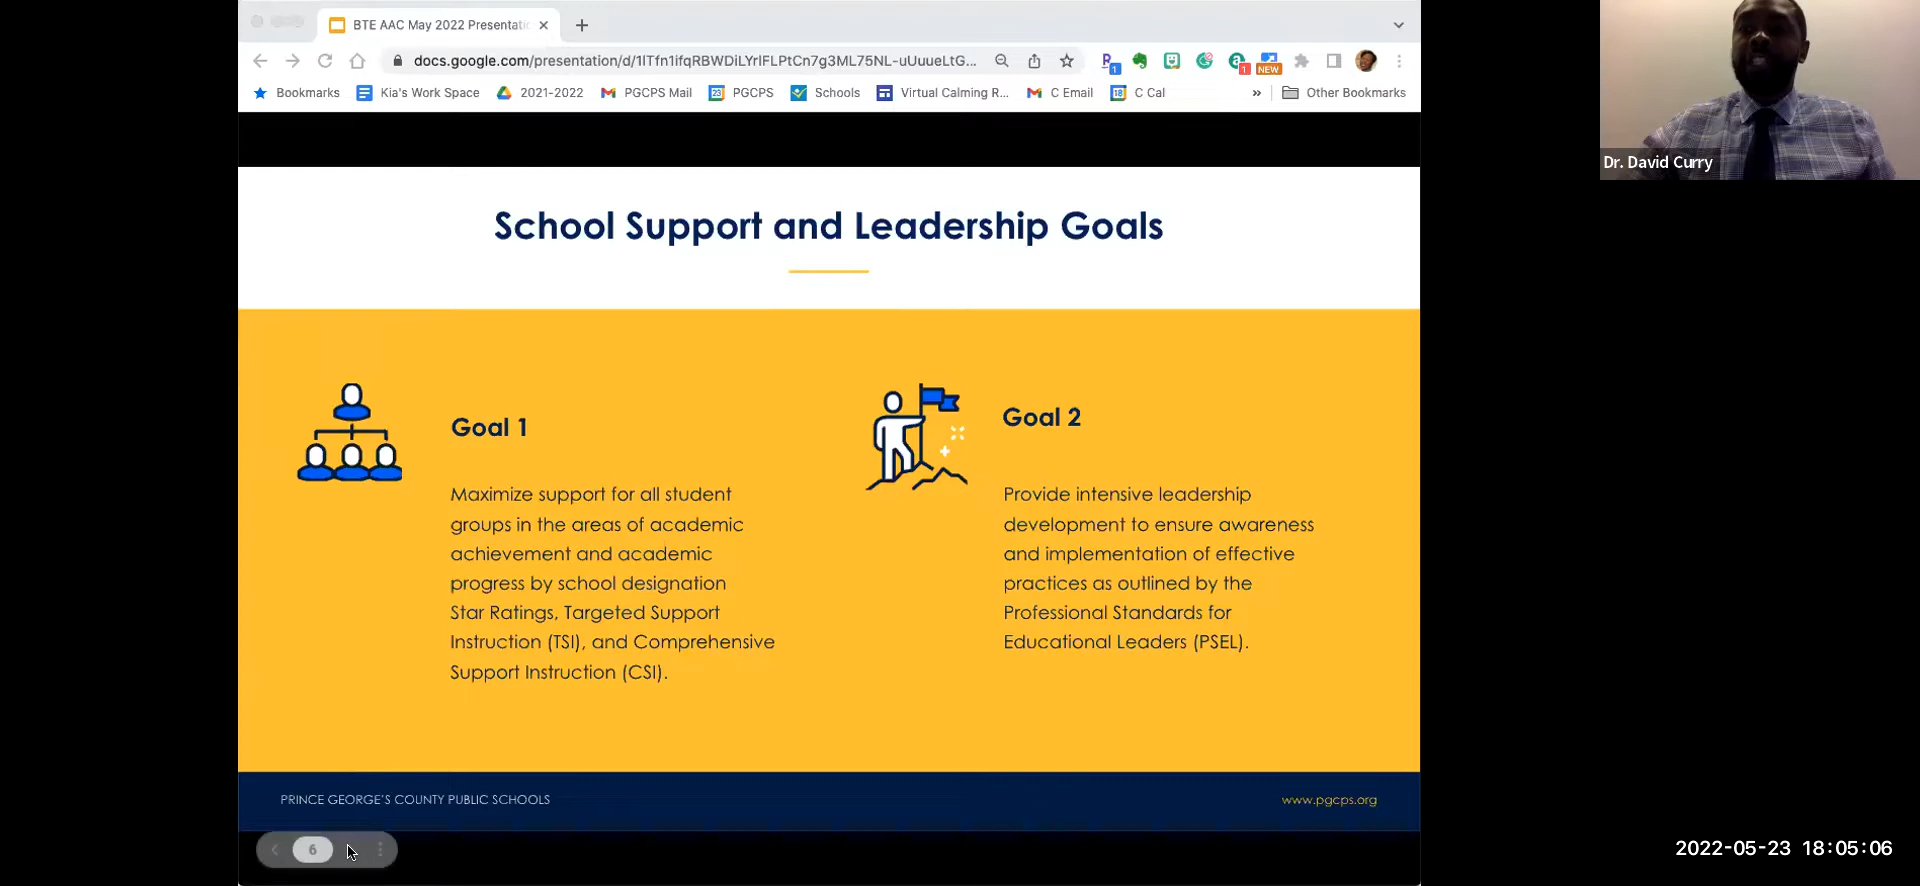 BTE AAC May 2022 Presentatio
docs.google.com/presentation/d/1lTfn1ifqRBWDiLYrlFLPtCn7g3ML75NL-uUuueLtG...
1
1
NEW
Bookmarks
Kia's Work Space
2021-2022
PGCPS Mail
23
PGCPS
Schools
Virtual Calming R...
C Email
18
C Cal
»
Other Bookmarks
Dr. David Curry
School Support and Leadership Goals
Goal 1
Maximize support for all student
groups in the areas of academic
achievement and academic
progress by school designation
Star Ratings, Targeted Support
Instruction (TSI), and Comprehensive
Support Instruction (CSI).
Goal 2
Provide intensive leadership
development to ensure awareness
and implementation of effective
practices as outlined by the
Professional Standards for
Educational Leaders (PSEL).
PRINCE GEORGE'S COUNTY PUBLIC SCHOOLS
www.pgcps.org
6
2022-05-23 18:05:06